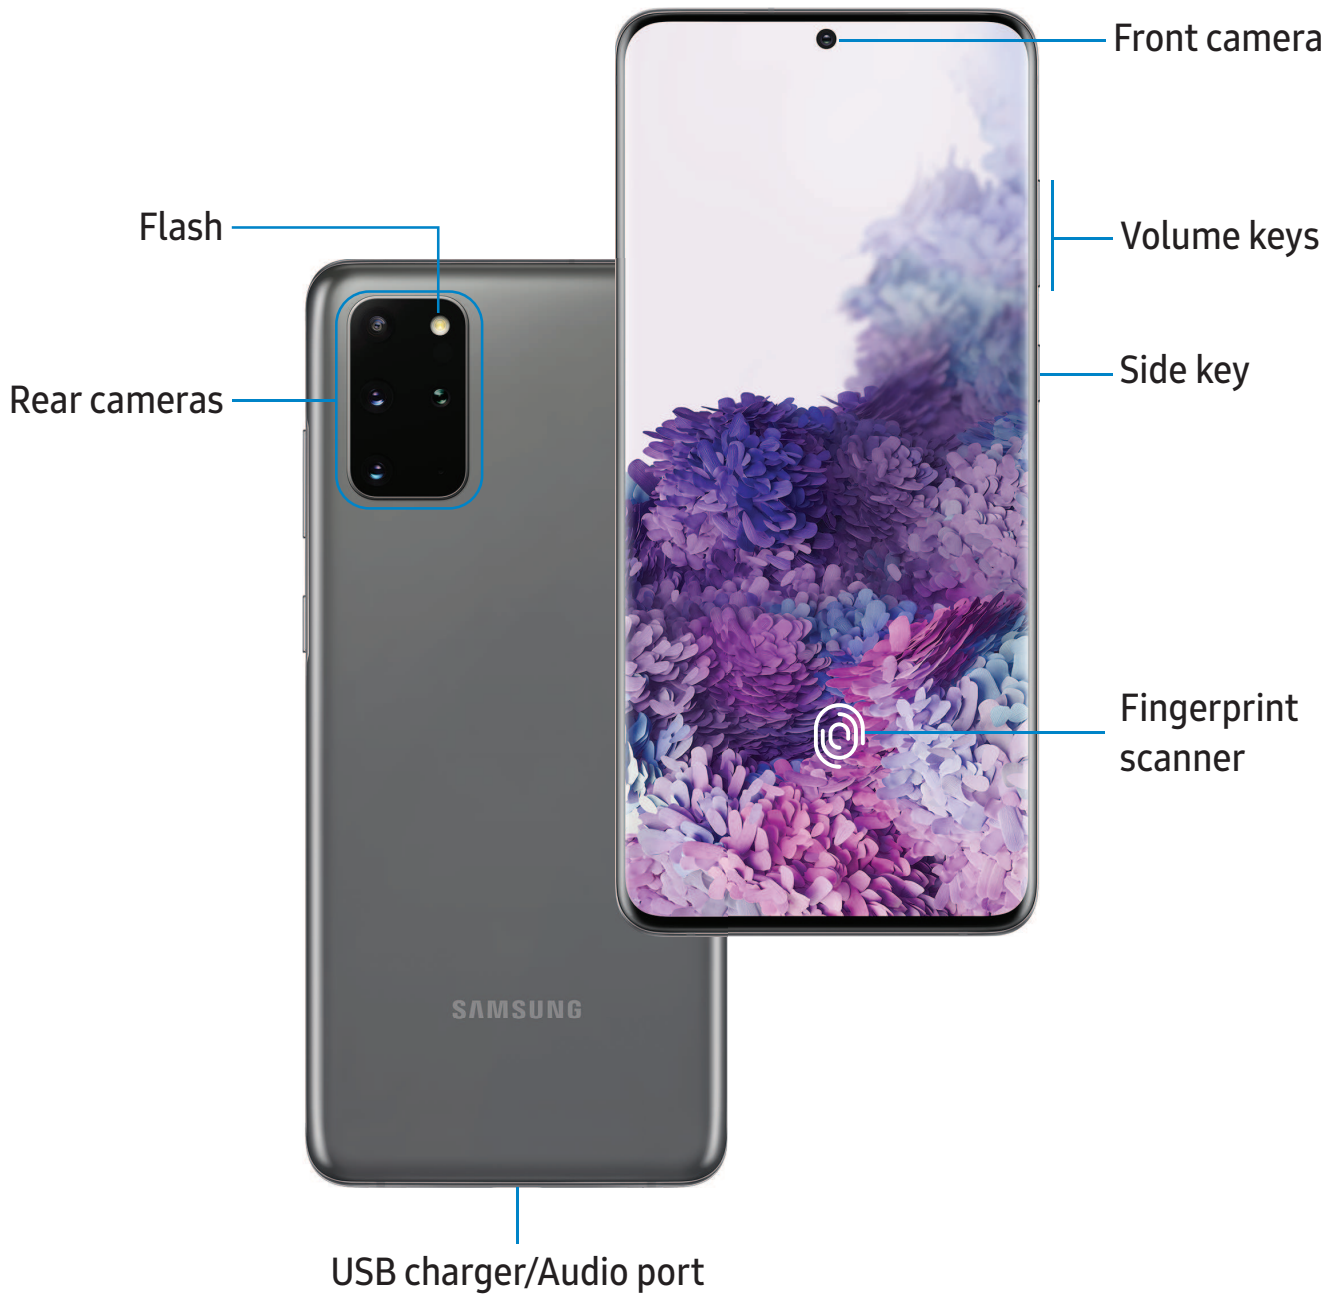 Front camera
Flash
Volume keys
Side key
Rear cameras
Fingerprint
scanner
SAMSUNG
USB charger/Audio port